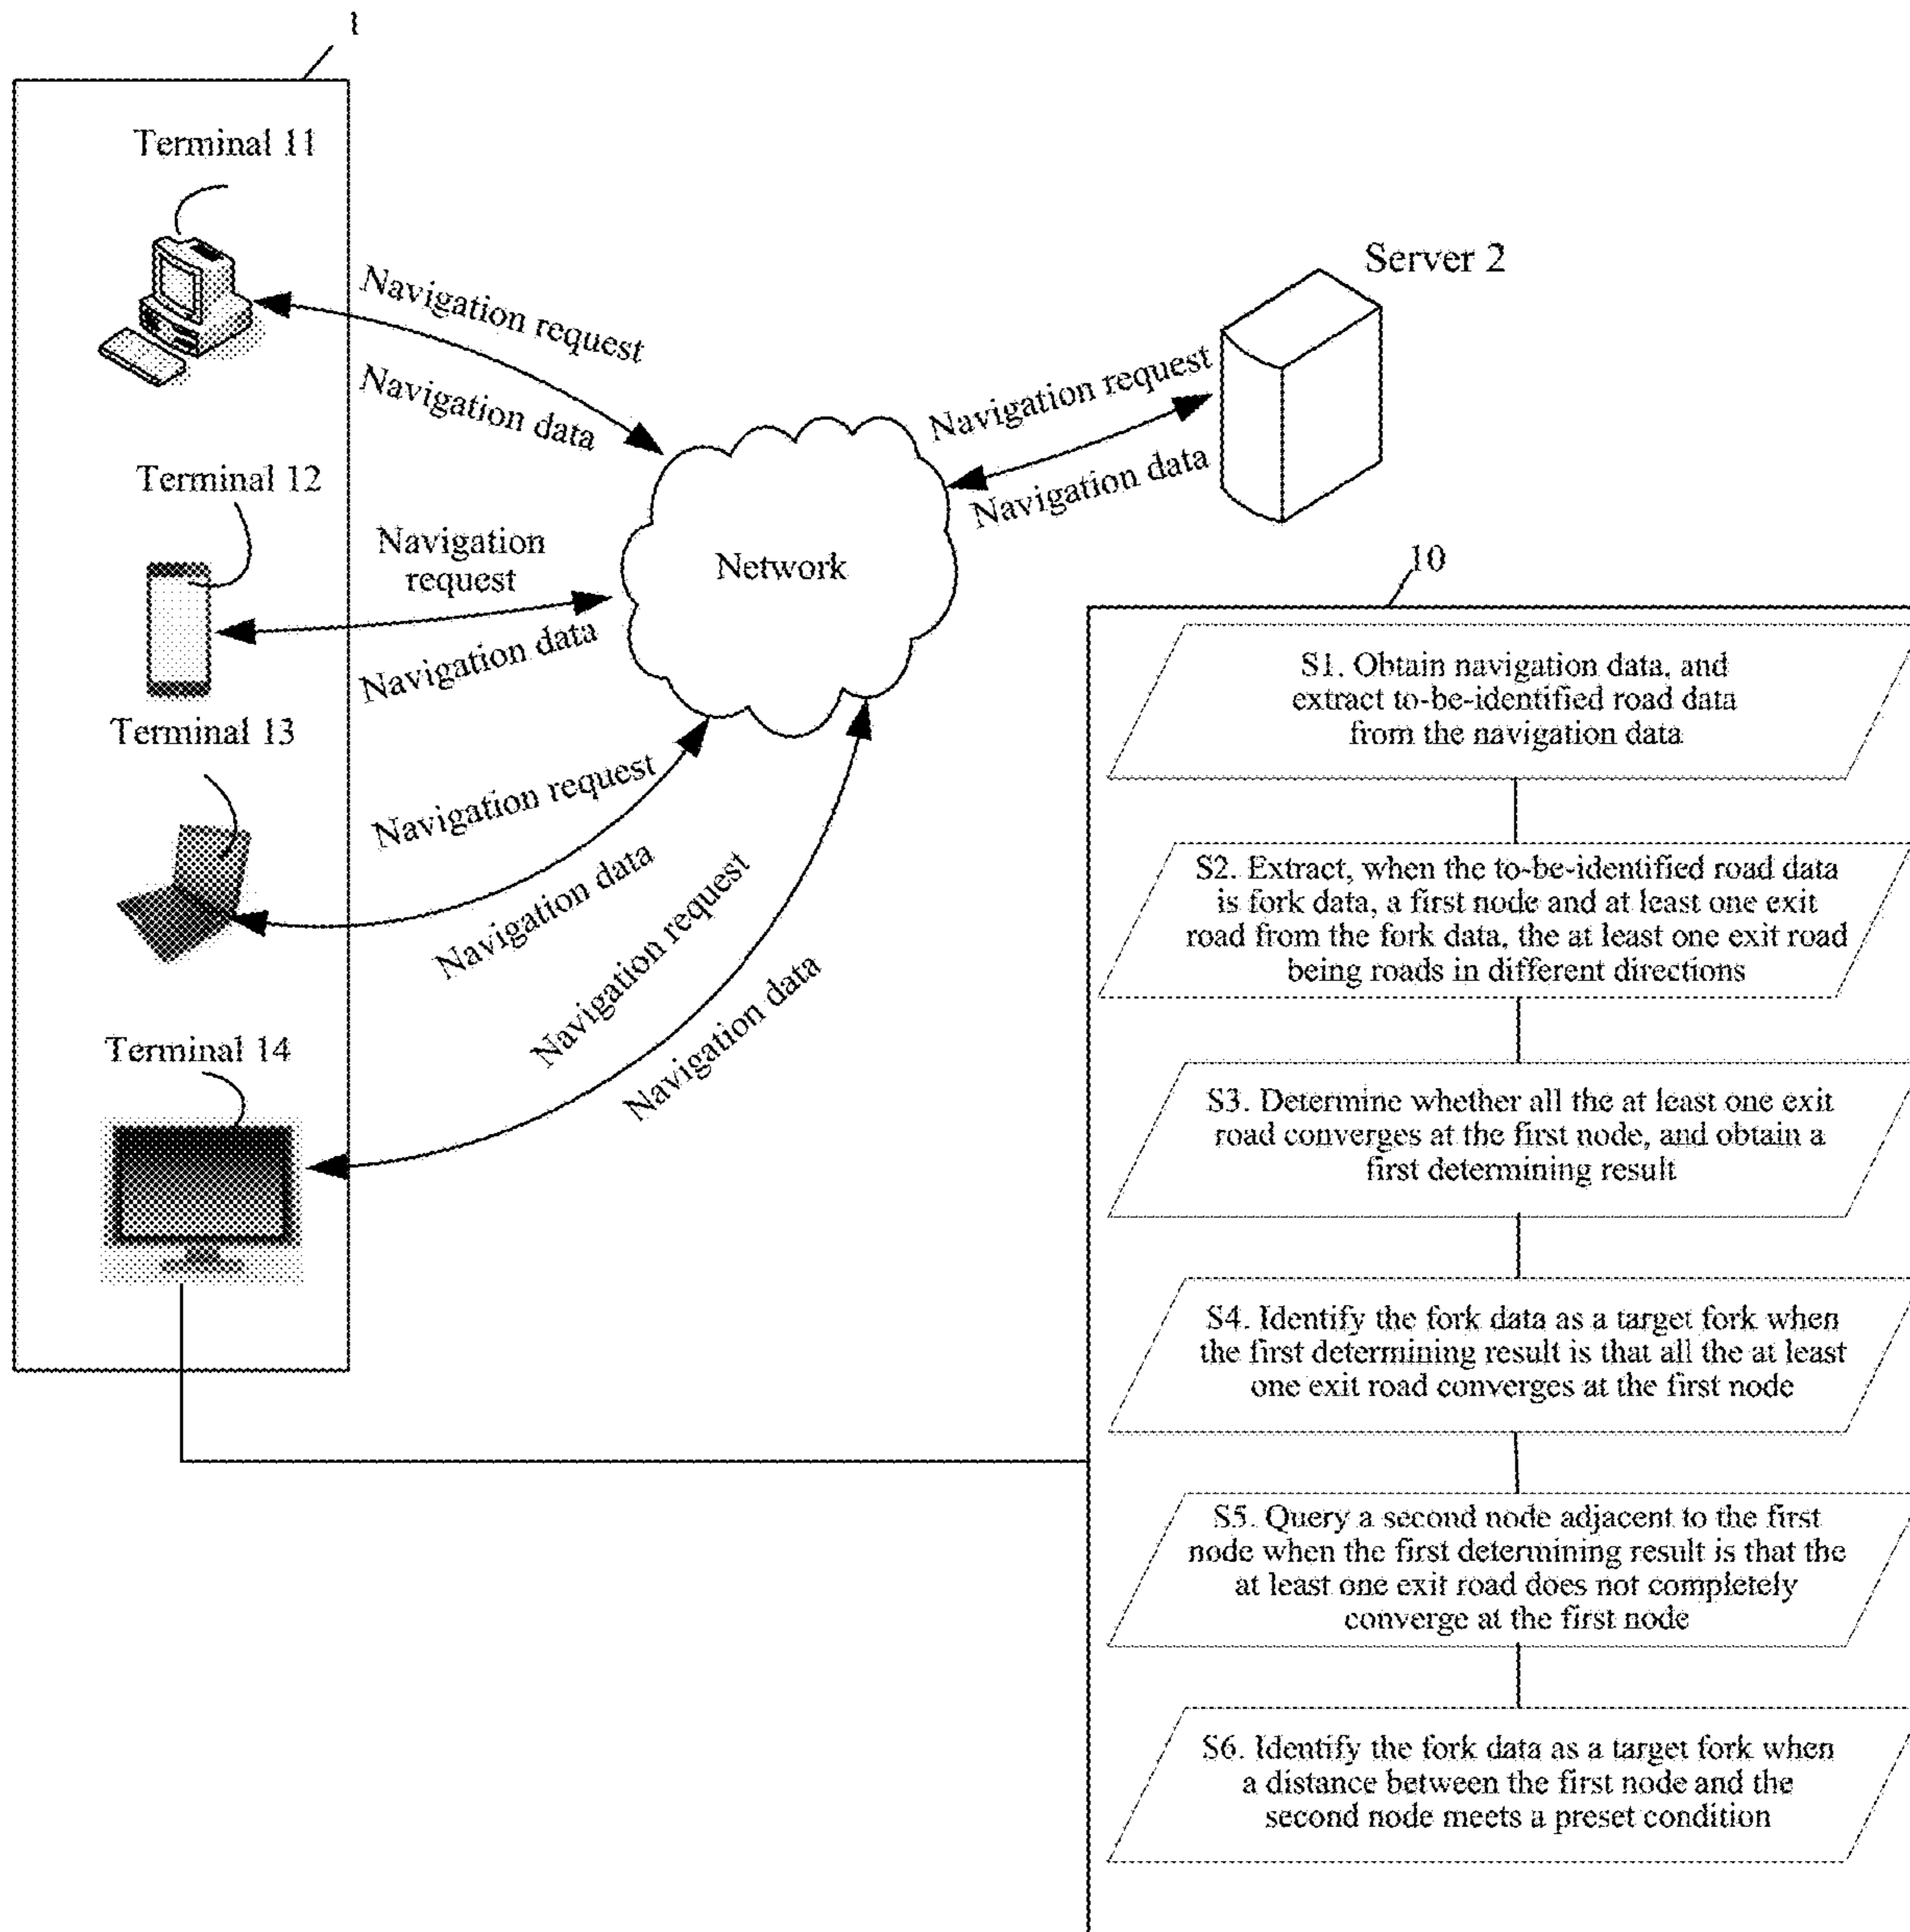 1
Terminal 11
Navigation request
Navigation data
Server 2
Navigation request
Navigation data
Terminal 12
Navigation
request
Navigation data
Network
Terminal 13
Navigation request
Navigation data
Terminal 14
Navigation request
Navigation data
10
S1. Obtain navigation data, and
extract to-be-identified road data
from the navigation data
S2. Extract, when the to-be-identified road data
is fork data, a first node and at least one exit
road from the fork data, the at least one exit road
being roads in different directions
S3. Determine whether all the at least one exit
road converges at the first node, and obtain a
first determining result
S4. Identify the fork data as a target fork when
the first determining result is that all the at least
one exit road converges at the first node
S5. Query a second node adjacent to the first
node when the first determining result is that the
at least one exit road does not completely
converge at the first node
S6. Identify the fork data as a target fork when
a distance between the first node and the
second node meets a preset condition